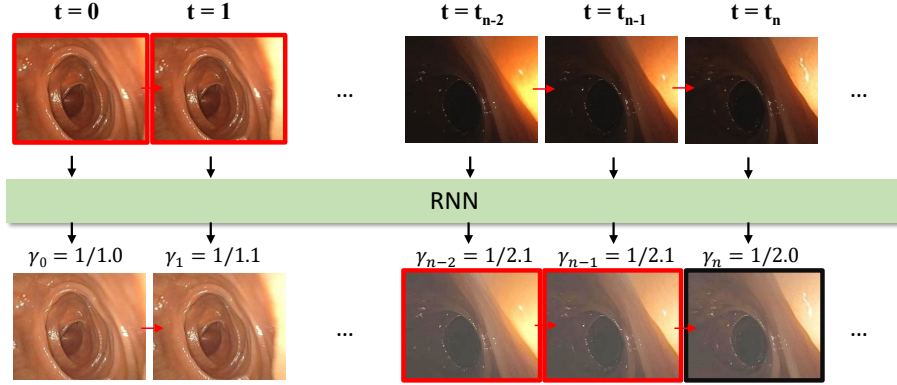 t = 0 t = 1 t = tₙ₋₂ t = tₙ₋₁ t = tₙ
... ...
RNN
γ₀ = 1/1.0 γ₁ = 1/1.1 γₙ₋₂ = 1/2.1 γₙ₋₁ = 1/2.1 γₙ = 1/2.0
... ...